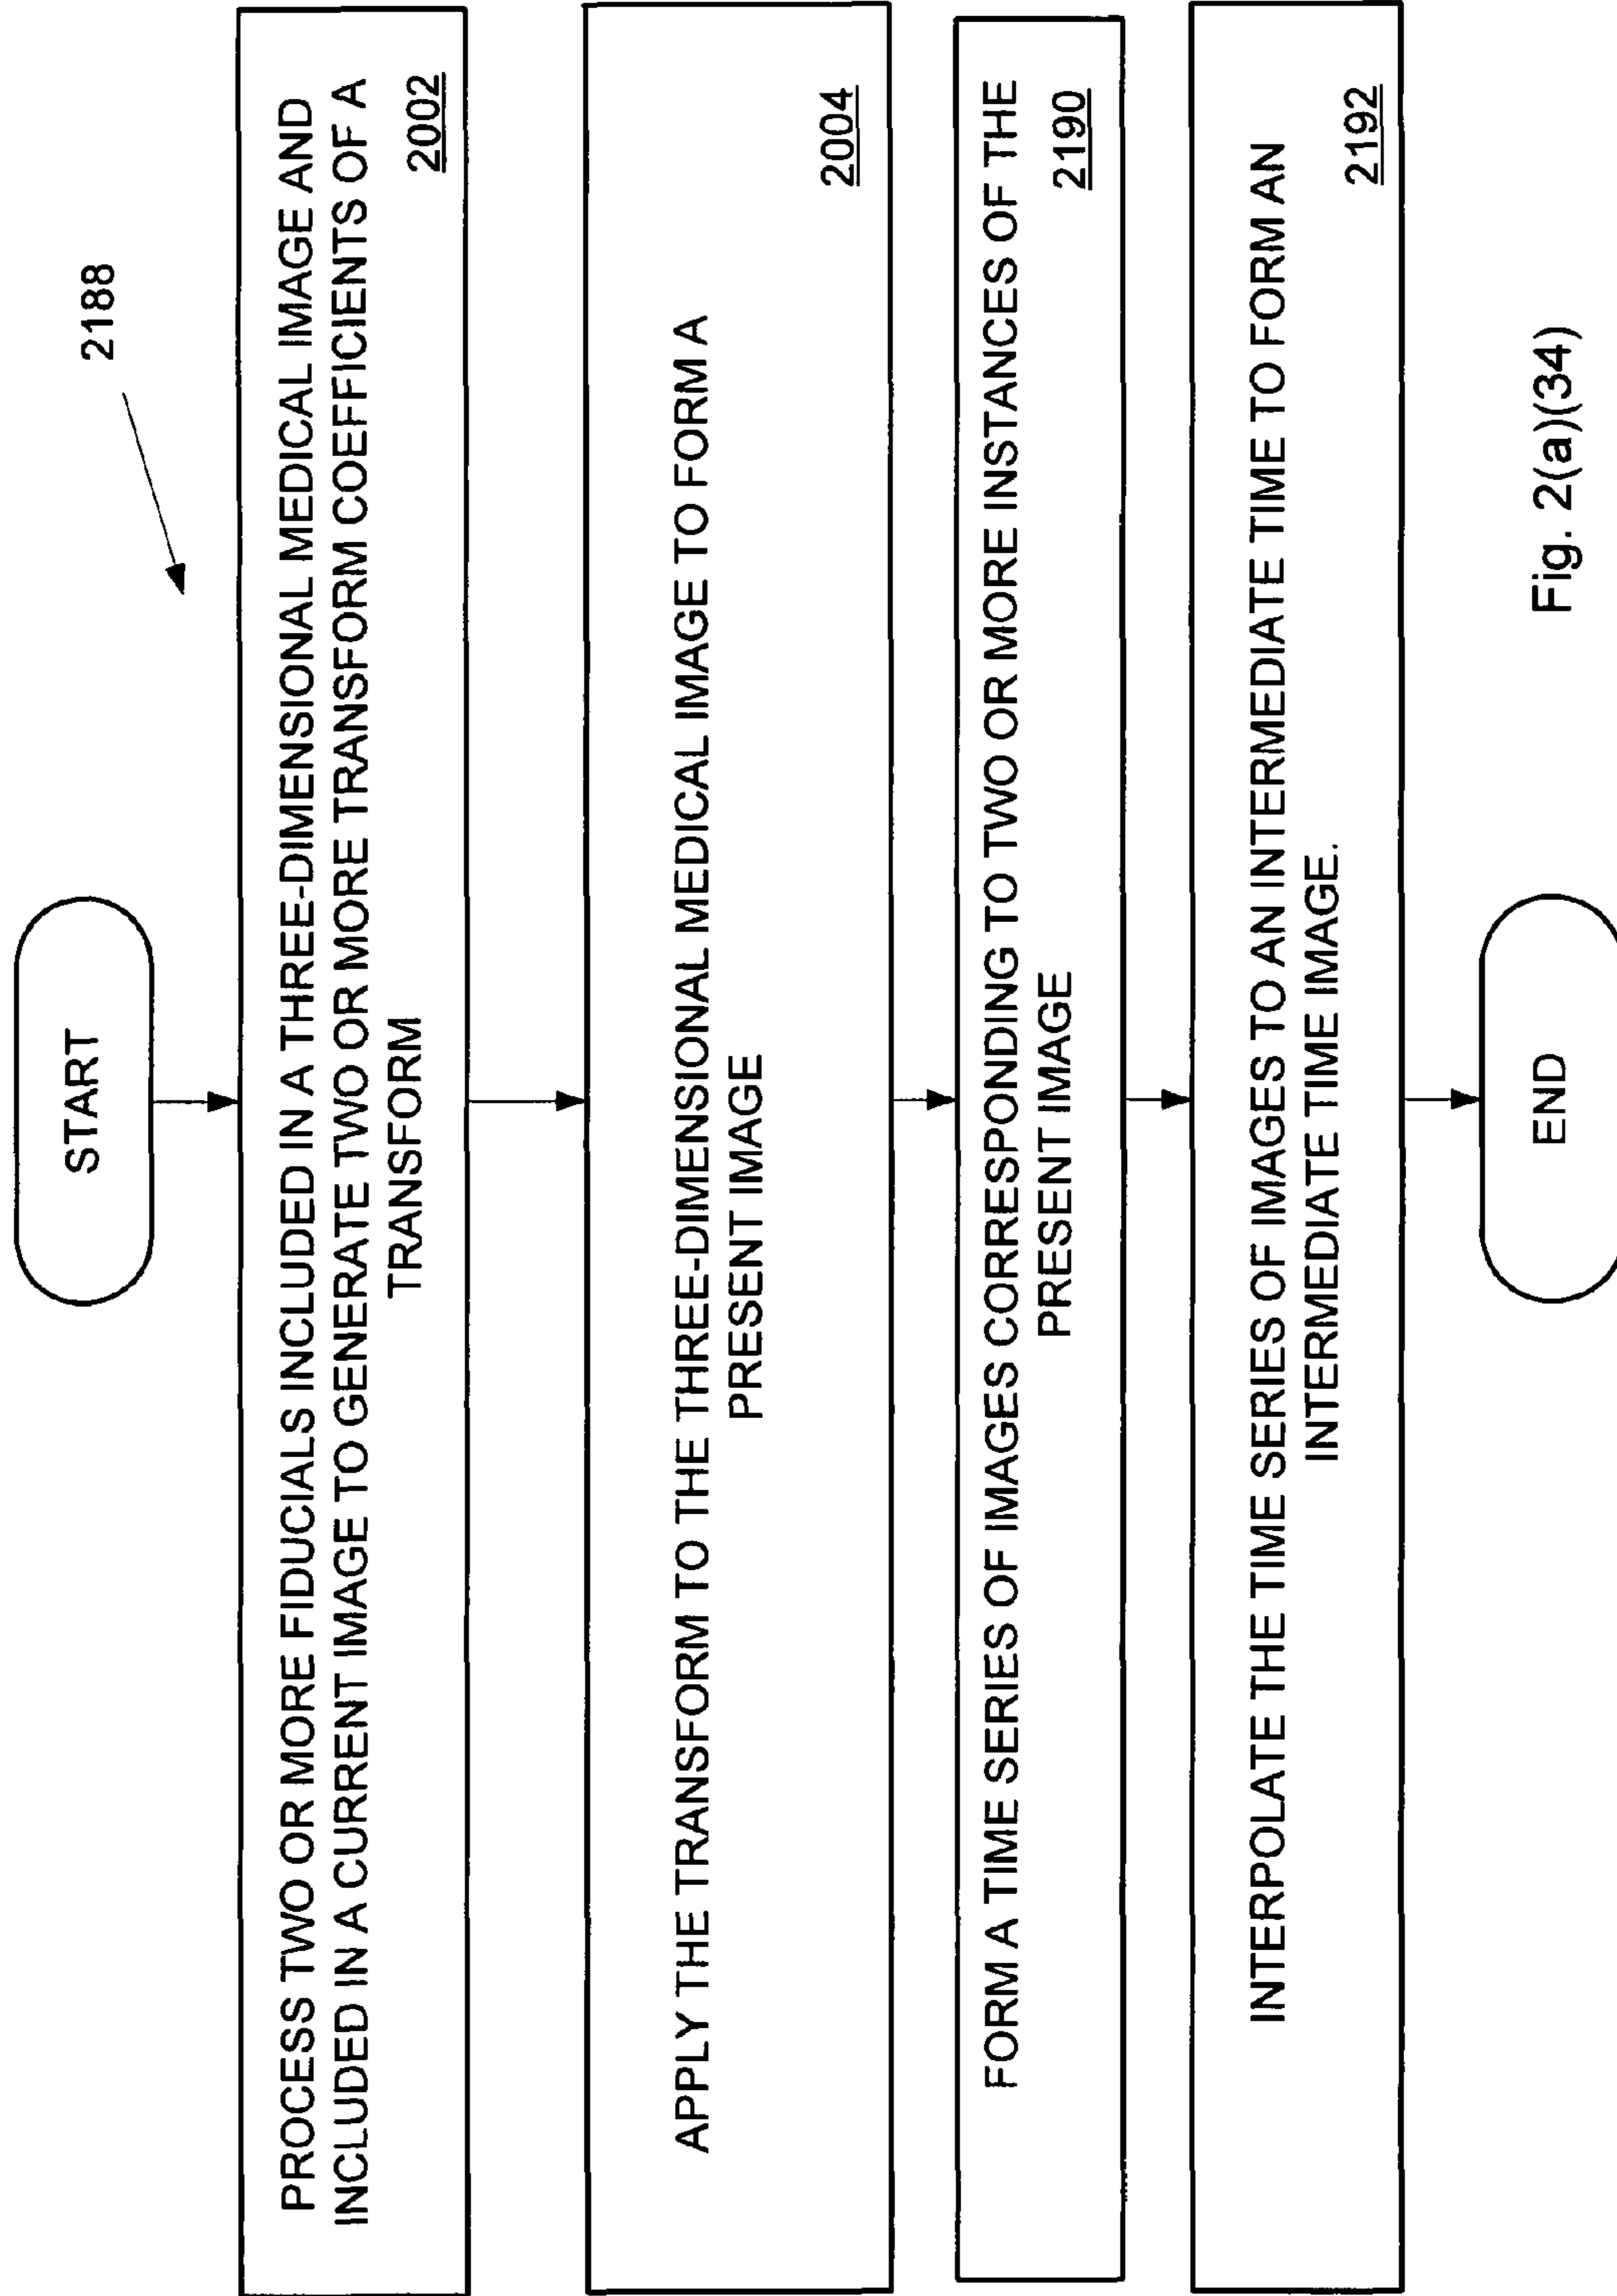 START
2188
PROCESS TWO OR MORE FIDUCIALS INCLUDED IN A THREE-DIMENSIONAL MEDICAL IMAGE AND
INCLUDED IN A CURRENT IMAGE TO GENERATE TWO OR MORE TRANSFORM COEFFICIENTS OF A
TRANSFORM
2002
APPLY THE TRANSFORM TO THE THREE-DIMENSIONAL MEDICAL IMAGE TO FORM A
PRESENT IMAGE
2004
FORM A TIME SERIES OF IMAGES CORRESPONDING TO TWO OR MORE INSTANCES OF THE
PRESENT IMAGE
2190
INTERPOLATE THE TIME SERIES OF IMAGES TO AN INTERMEDIATE TIME TO FORM AN
INTERMEDIATE TIME IMAGE.
2192
END
Fig. 2(a)(34)